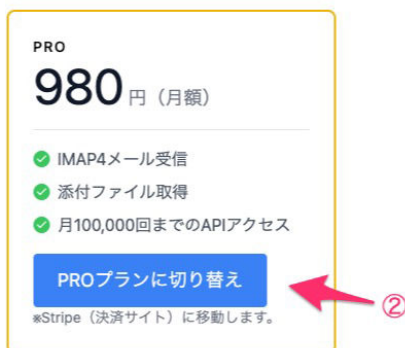 PRO
980円（月額）
IMAP4メール受信
添付ファイル取得
月100,000回までのAPIアクセス
PROプランに切り替え
②
※Stripe（決済サイト）に移動します。